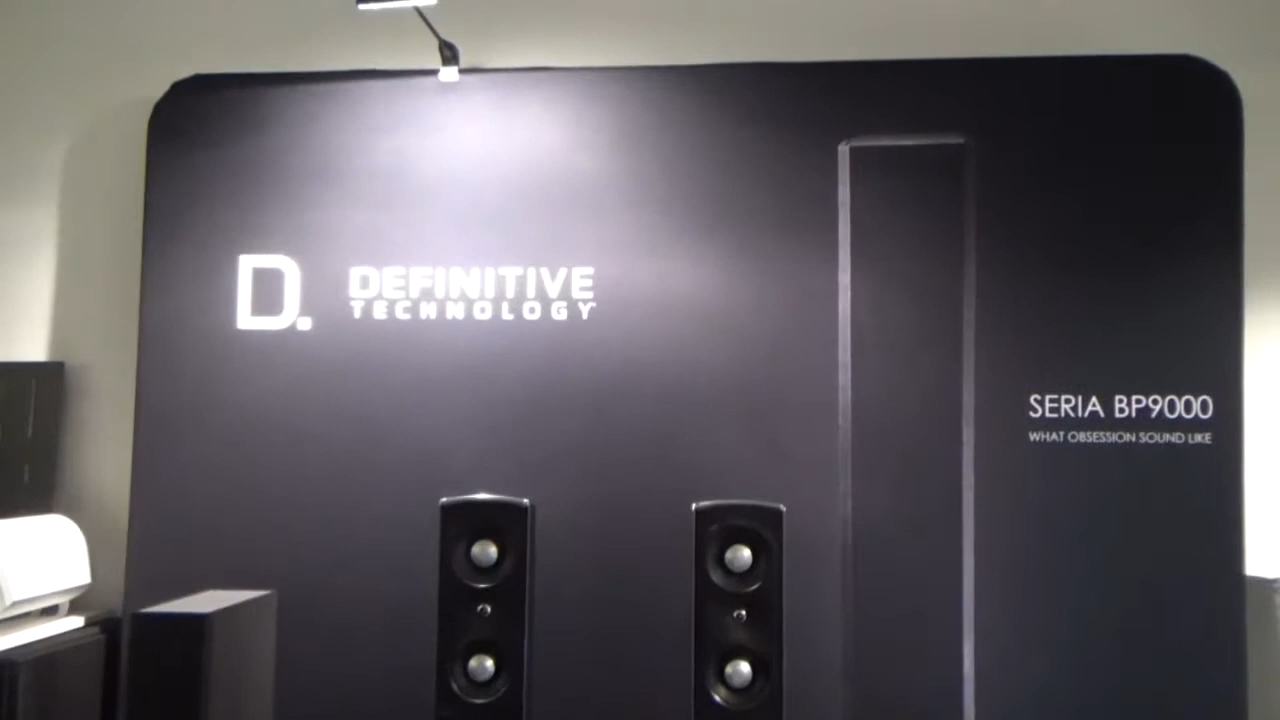 D.
DEFINITIVE
TECHNOLOGY
SERIA BP9000
WHAT OBSESSION SOUND LIKE